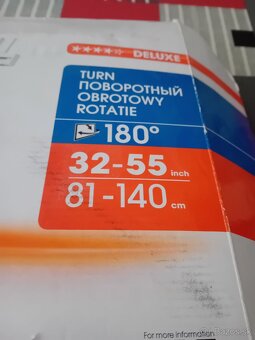 DELUXE
TURN
ПОВОРОТНЫЙ
OBROTOWY
ROTATIE
180°
32-55 inch
81-140 cm
For more information